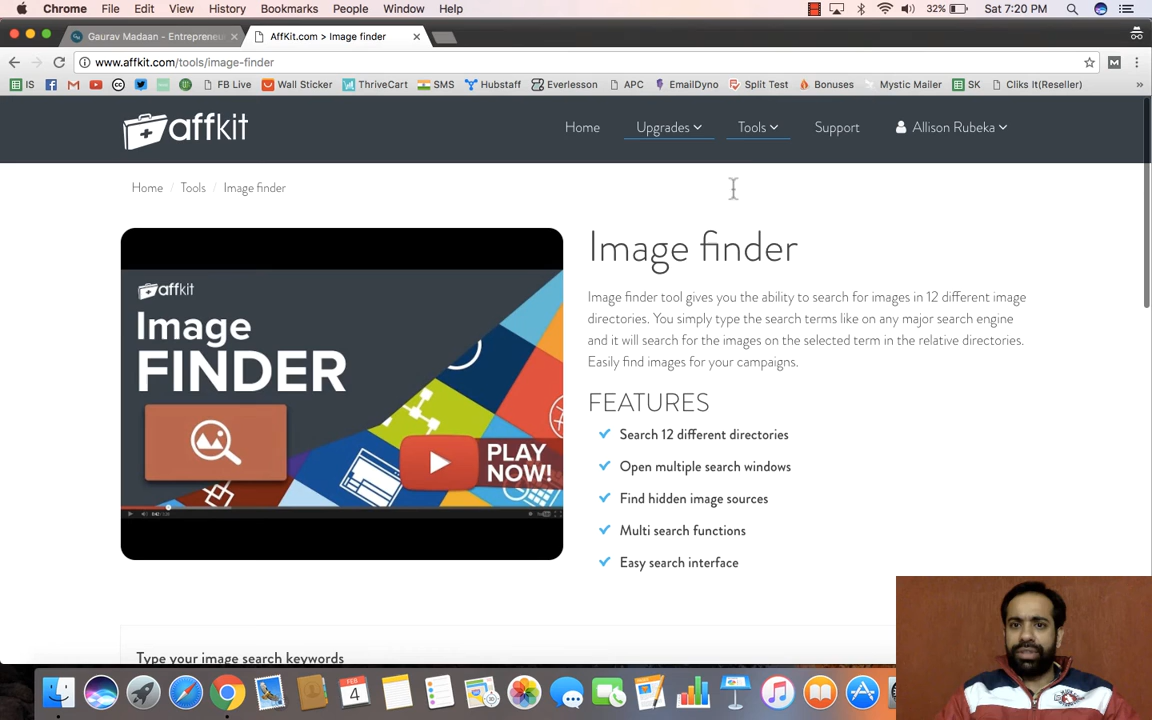 Chrome File Edit View History Bookmarks People Window Help 32% Sat 7:20 PM
Gaurav Madaan - Entrepreneu AffKit.com > Image finder
www.affkit.com/tools/image-finder
IS FB Live Wall Sticker ThriveCart SMS Hubstaff Everlesson APC EmailDyno Split Test Bonuses Mystic Mailer SK Cliks It(Reseller) »
affkit Home Upgrades Tools Support Allison Rubeka
Home / Tools / Image finder
affkit
Image
FINDER
PLAY
NOW!
Image finder
Image finder tool gives you the ability to search for images in 12 different image
directories. You simply type the search terms like on any major search engine
and it will search for the images on the selected term in the relative directories.
Easily find images for your campaigns.
FEATURES
Search 12 different directories
Open multiple search windows
Find hidden image sources
Multi search functions
Easy search interface
Type your image search keywords
FEB
4